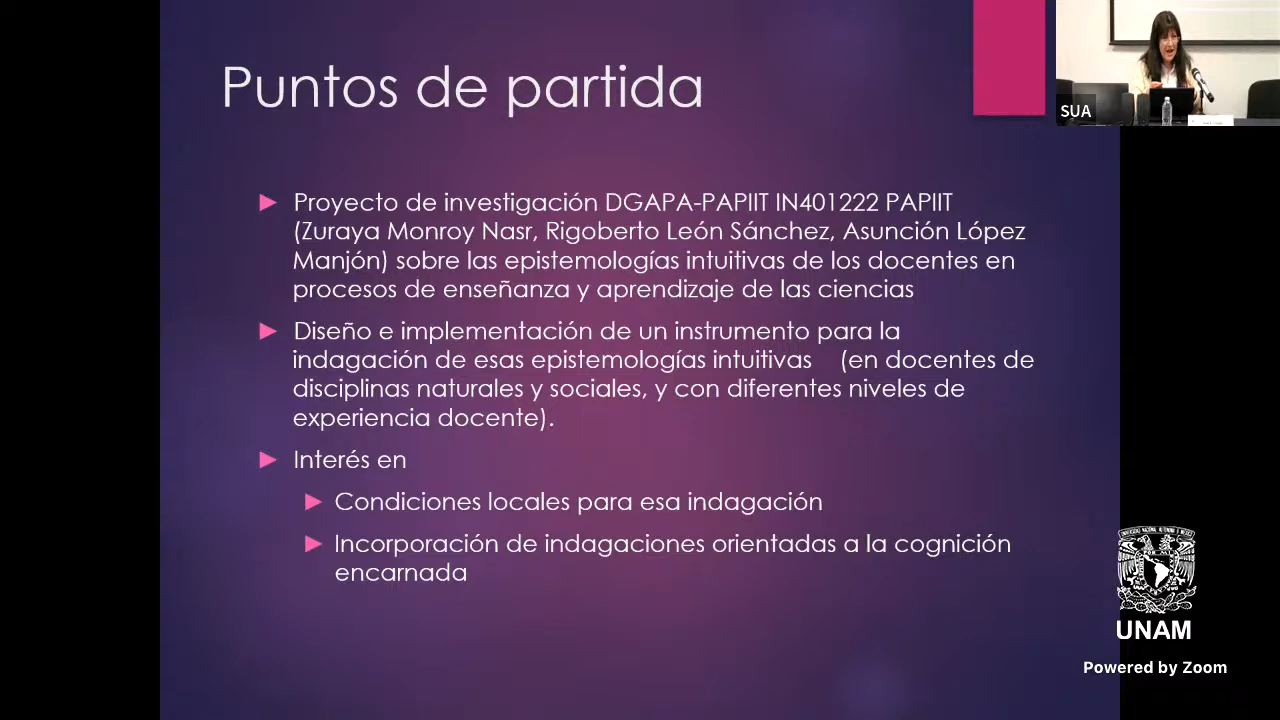 Puntos de partida
SUA
Proyecto de investigación DGAPA-PAPIIT IN401222 PAPIIT
(Zuraya Monroy Nasr, Rigoberto León Sánchez, Asunción López
Manjón) sobre las epistemologías intuitivas de los docentes en
procesos de enseñanza y aprendizaje de las ciencias
Diseño e implementación de un instrumento para la
indagación de esas epistemologías intuitivas (en docentes de
disciplinas naturales y sociales, y con diferentes niveles de
experiencia docente).
Interés en
Condiciones locales para esa indagación
Incorporación de indagaciones orientadas a la cognición
encarnada
UNAM
Powered by Zoom